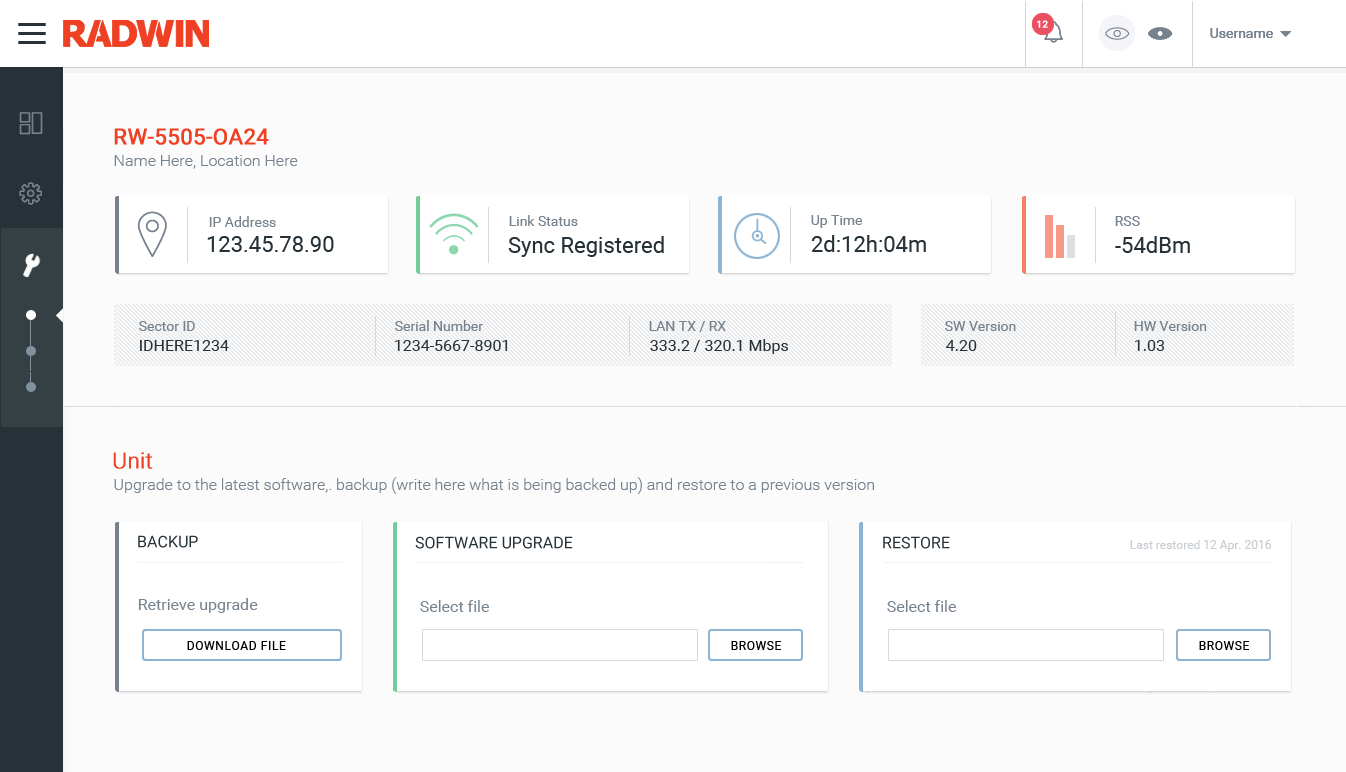 RADWIN
12
Username
RW-5505-OA24
Name Here, Location Here
IP Address
123.45.78.90
Link Status
Sync Registered
Up Time
2d:12h:04m
RSS
-54dBm
Sector ID
IDHERE1234
Serial Number
1234-5667-8901
LAN TX / RX
333.2 / 320.1 Mbps
SW Version
4.20
HW Version
1.03
Unit
Upgrade to the latest software,. backup (write here what is being backed up) and restore to a previous version
BACKUP
Retrieve upgrade
DOWNLOAD FILE
SOFTWARE UPGRADE
Select file
BROWSE
RESTORE
Last restored 12 Apr. 2016
Select file
BROWSE